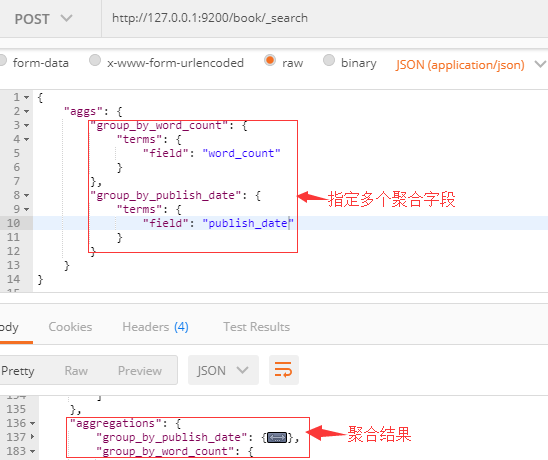 POST http://127.0.0.1:9200/book/_search
form-data x-www-form-urlencoded raw binary JSON (application/json)
1 {
2 "aggs": {
3 "group_by_word_count": {
4 "terms": {
5 "field": "word_count"
6 }
7 },
8 "group_by_publish_date": {
指定多个聚合字段
9 "terms": {
10 "field": "publish_date"
11 }
12 }
13 }
14 }
ody Cookies Headers (4) Test Results
Pretty Raw Preview JSON
134 ]
135 },
136 "aggregations": {
137 "group_by_publish_date": {},
聚合结果
183 "group_by_word_count": {